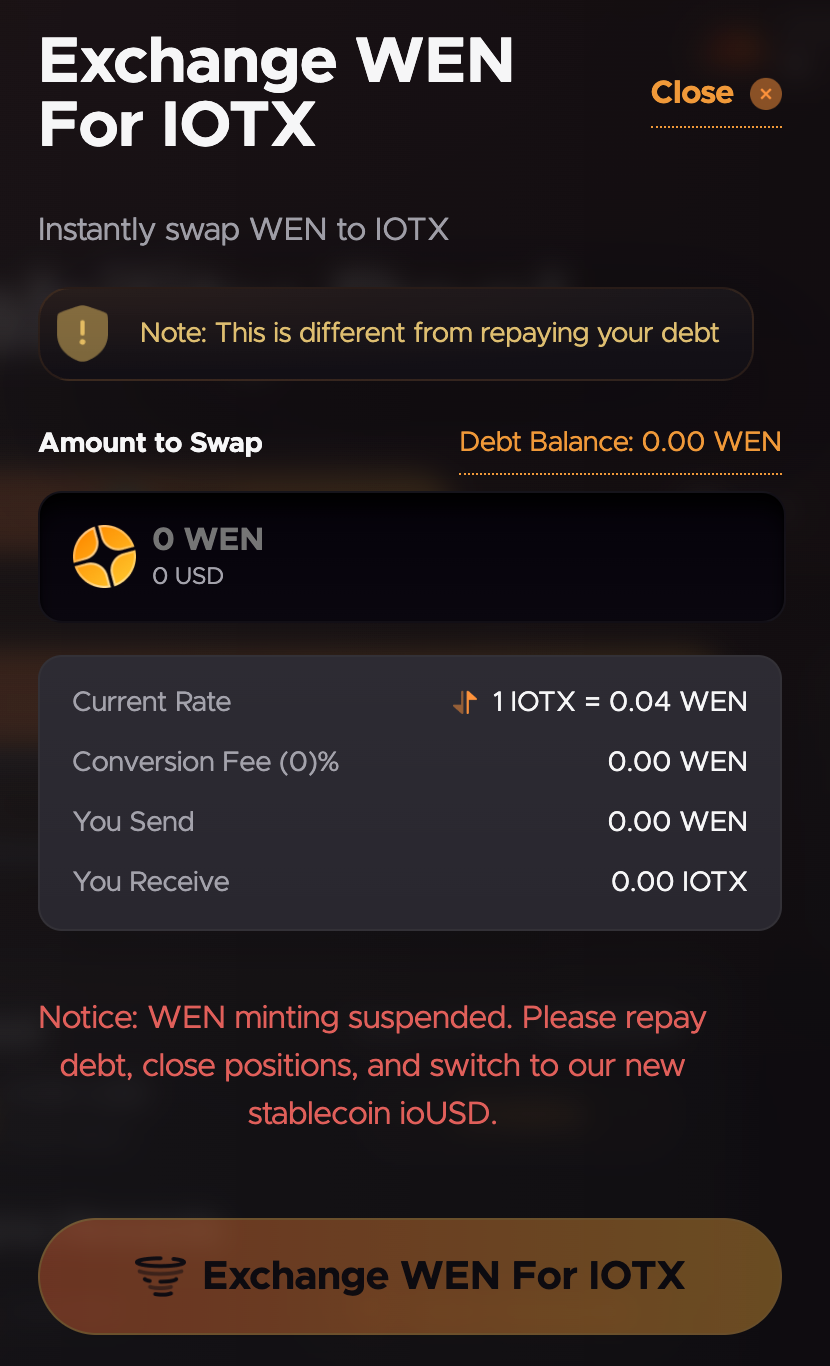 Exchange WEN
For IOTX
Close
Instantly swap WEN to IOTX
Note: This is different from repaying your debt
Amount to Swap Debt Balance: 0.00 WEN
0 WEN
0 USD
Current Rate 1 IOTX = 0.04 WEN
Conversion Fee (0)% 0.00 WEN
You Send 0.00 WEN
You Receive 0.00 IOTX
Notice: WEN minting suspended. Please repay
debt, close positions, and switch to our new
stablecoin ioUSD.
Exchange WEN For IOTX